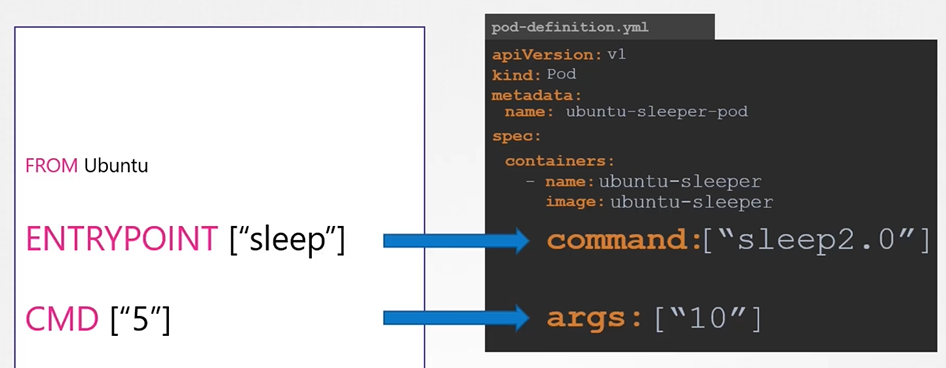 FROM Ubuntu
ENTRYPOINT [“sleep”]
CMD [“5”]
pod-definition.yml
apiVersion: v1
kind: Pod
metadata:
name: ubuntu-sleeper-pod
spec:
containers:
- name: ubuntu-sleeper
image: ubuntu-sleeper
command:[“sleep2.0”]
args: [“10”]